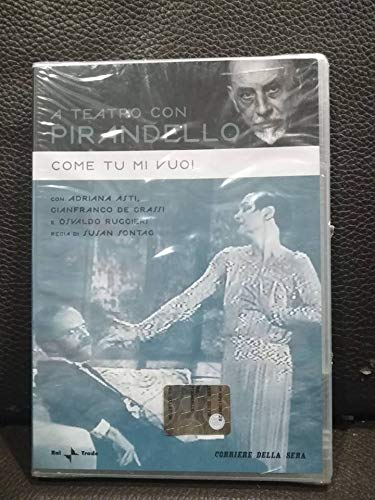 A TEATRO CON
PIRANDELLO
COME TU MI VUOI
CON ADRIANA ASTI,
GIANFRANCO DE GRASSI
E OSVALDO RUGGIERI
REGIA DI SUSAN SONTAG
Rai Trade
CORRIERE DELLA SERA